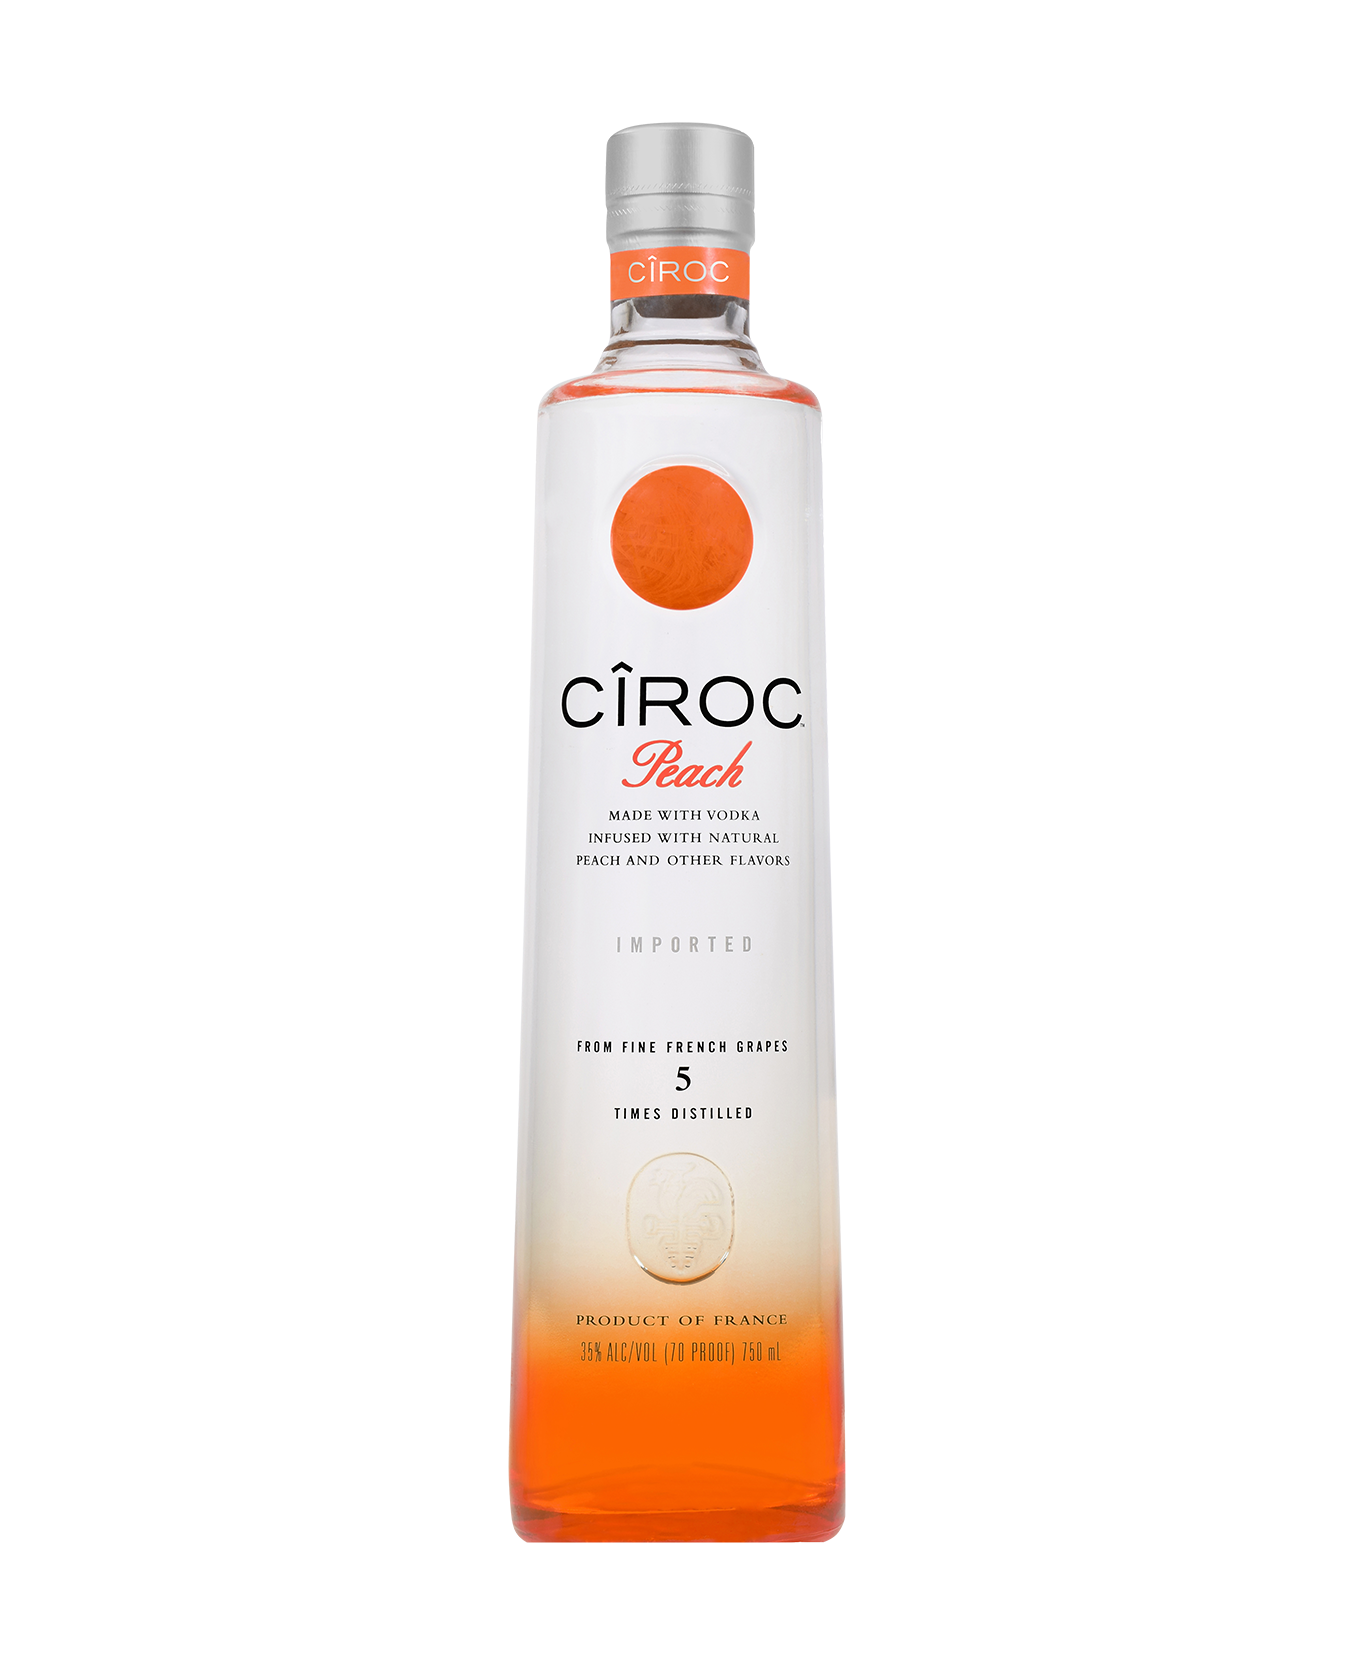 CÎROC
CÎROC™
Peach
MADE WITH VODKA
INFUSED WITH NATURAL
PEACH AND OTHER FLAVORS
IMPORTED
FROM FINE FRENCH GRAPES
5
TIMES DISTILLED
PRODUCT OF FRANCE
35% ALC/VOL (70 PROOF) 750 mL